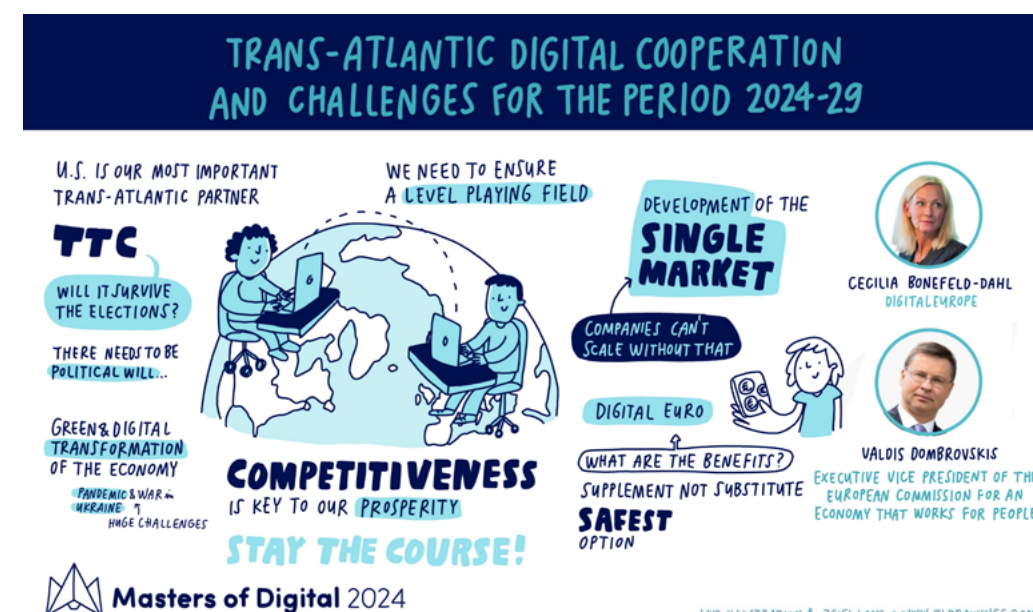 TRANS-ATLANTIC DIGITAL COOPERATION
AND CHALLENGES FOR THE PERIOD 2024-29
U.S. IS OUR MOST IMPORTANT
TRANS-ATLANTIC PARTNER
TTC
WILL IT SURVIVE
THE ELECTIONS?
THERE NEEDS TO BE
POLITICAL WILL...
GREEN & DIGITAL
TRANSFORMATION
OF THE ECONOMY
PANDEMIC & WAR in
UKRAINE
HUGE CHALLENGES
WE NEED TO ENSURE
A LEVEL PLAYING FIELD
COMPETITIVENESS
IS KEY TO OUR PROSPERITY
STAY THE COURSE!
DEVELOPMENT OF THE
SINGLE
MARKET
COMPANIES CAN'T
SCALE WITHOUT THAT
DIGITAL EURO
WHAT ARE THE BENEFITS?
SUPPLEMENT NOT SUBSTITUTE
SAFEST
OPTION
CECILIA BONEFELD-DAHL
DIGITALEUROPE
VALDIS DOMBROVSKIS
EXECUTIVE VICE PRESIDENT OF THE
EUROPEAN COMMISSION FOR AN
ECONOMY THAT WORKS FOR PEOPLE
Masters of Digital 2024